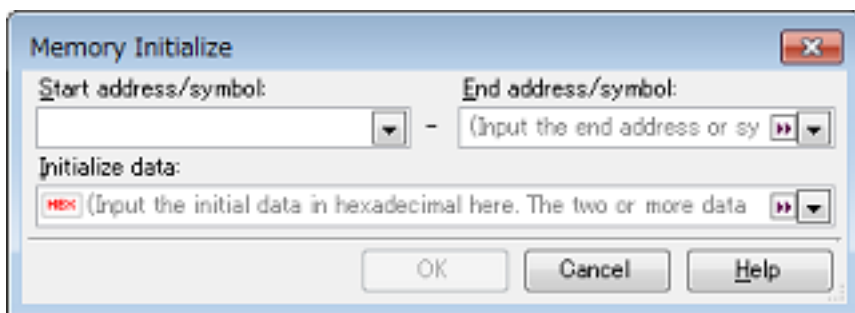 Memory Initialize
Start address/symbol: End address/symbol:
- (Input the end address or sy
Initialize data:
HEX (Input the initial data in hexadecimal here. The two or more data
OK Cancel Help